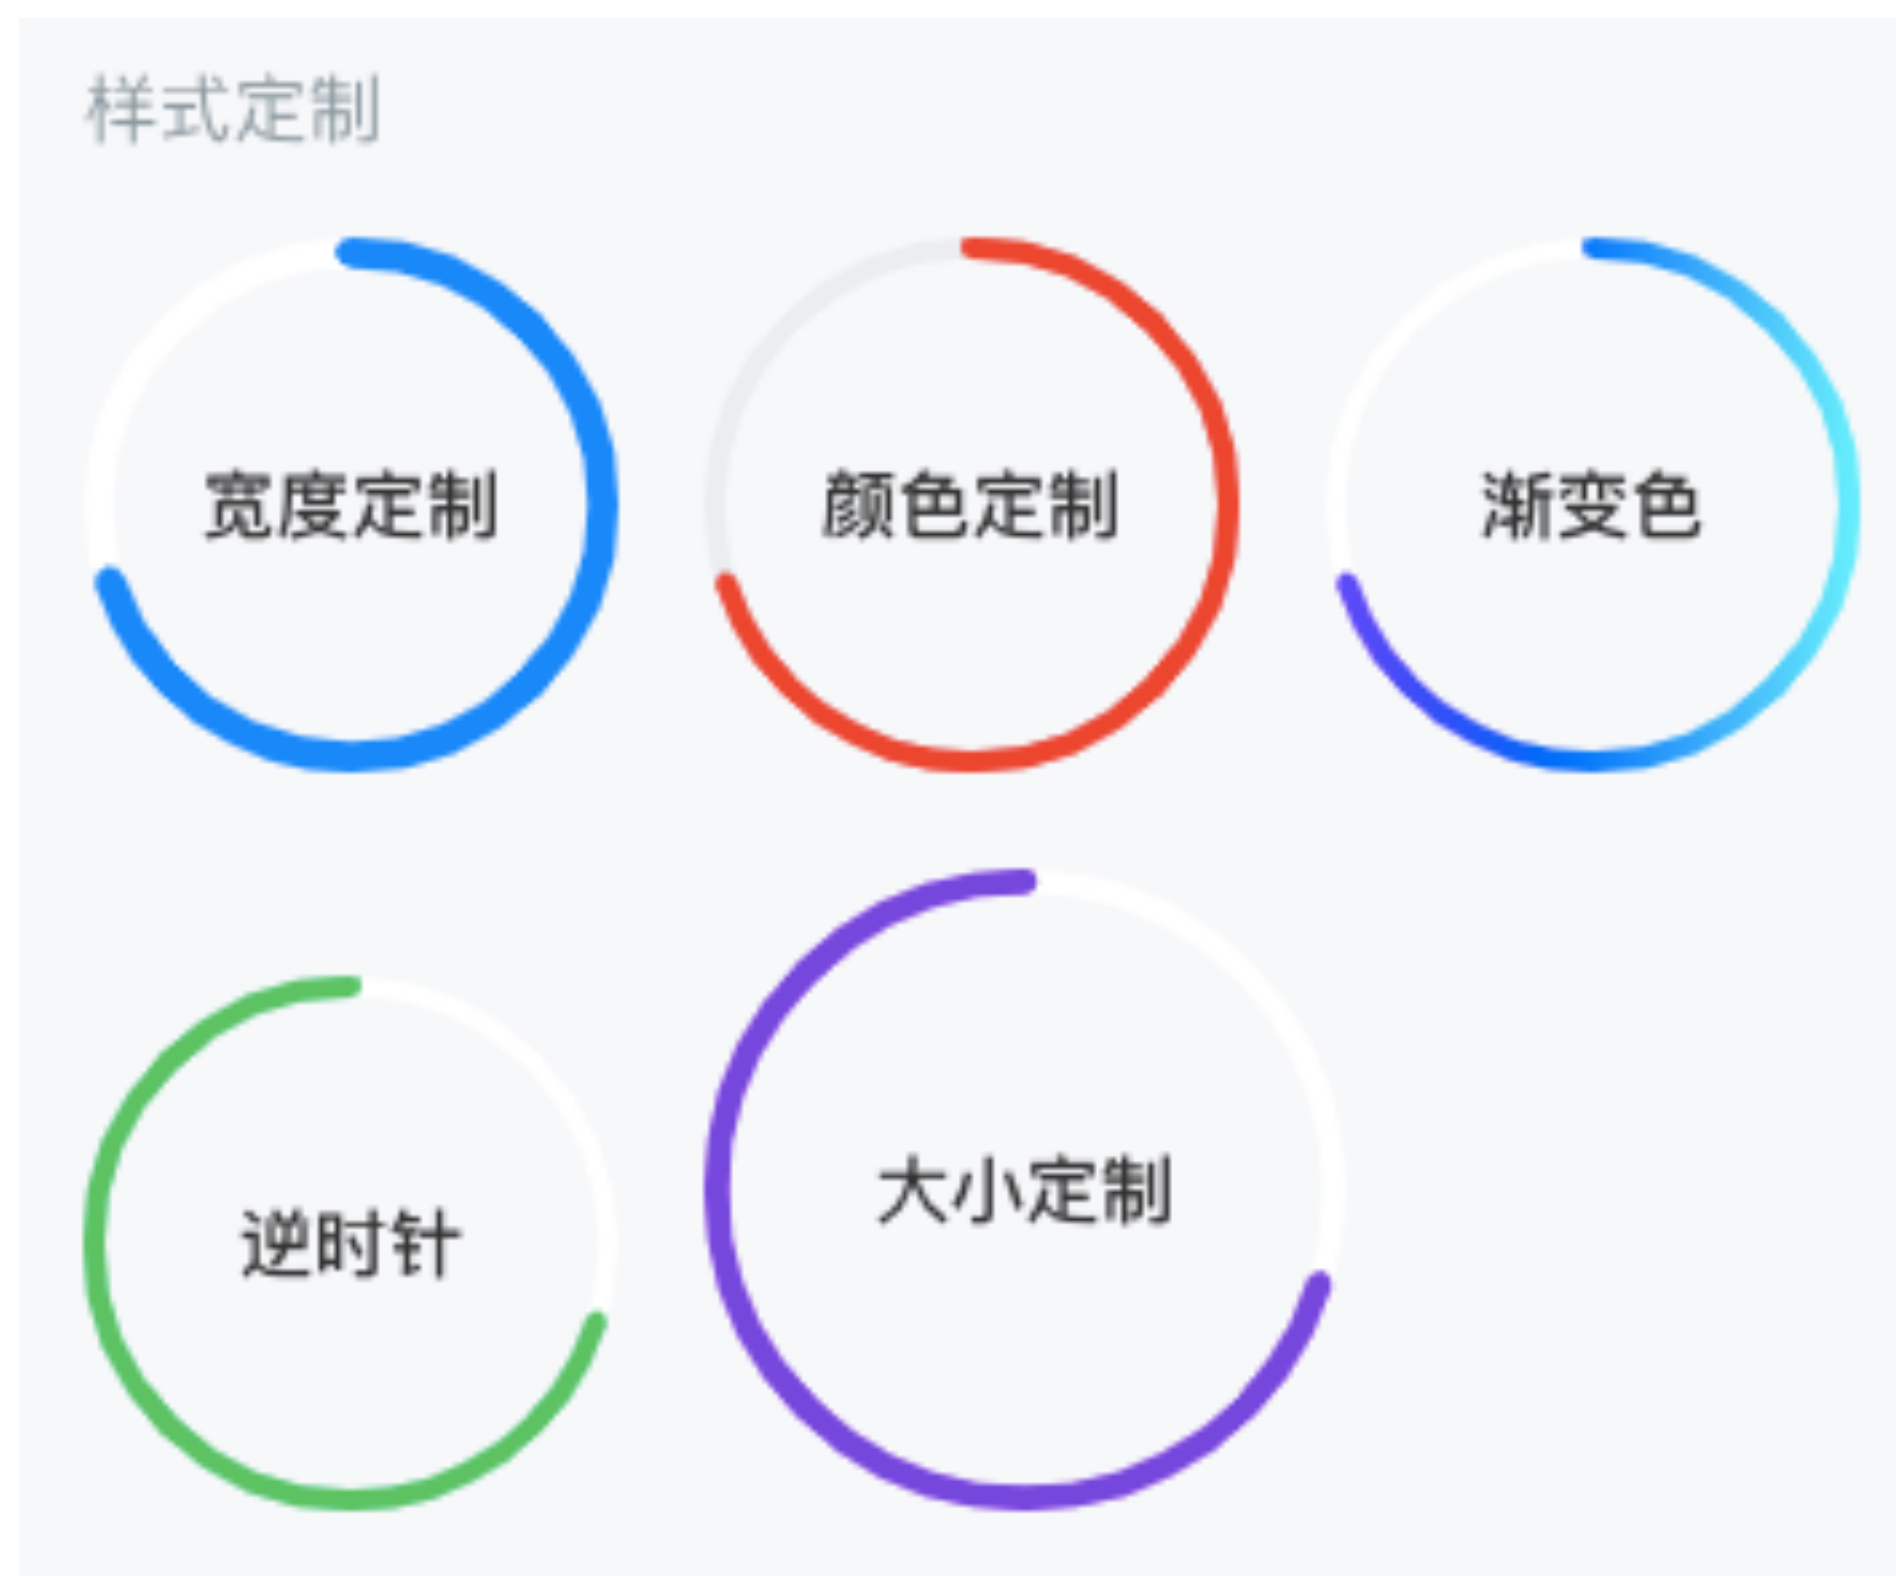 样式定制
宽度定制
颜色定制
渐变色
逆时针
大小定制